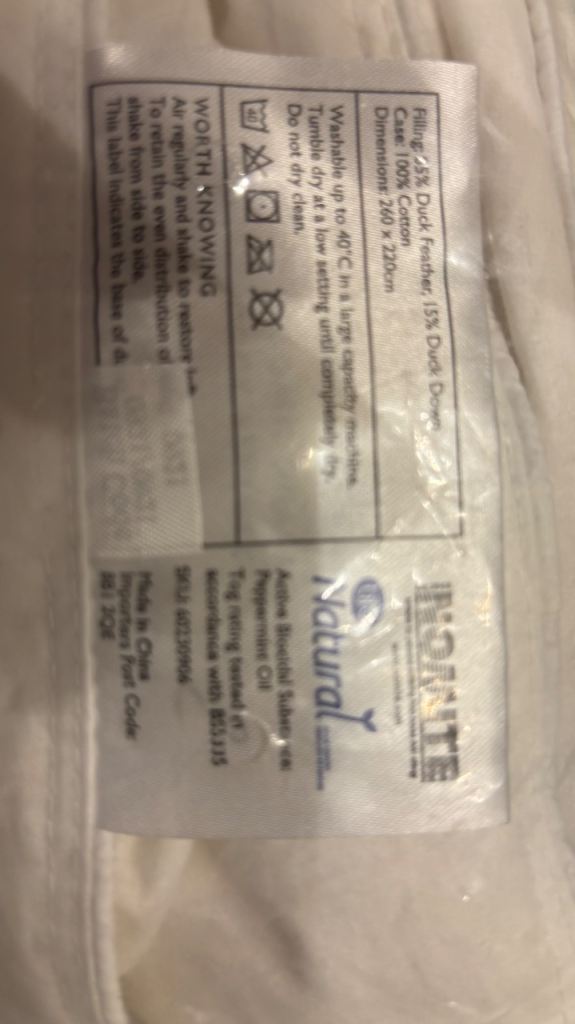 Filling: 85% Duck Feather, 15% Duck Down
Case: 100% Cotton
Dimensions: 260 x 220cm
Washable up to 40°C in a large capacity machine.
Tumble dry at a low setting until completely dry.
Do not dry clean.
40
WORTH KNOWING
Air regularly and shake to restore
To retain the even distribution of
shake from side to side.
This label indicates the base of
Natural
Active Biocidal Substance:
Peppermint Oil
Tog rating tested in
accordance with BS5335
SKU: 60230906
Made in China
Importers Post Code:
BB1 2QE